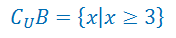 C_U B = {x|x ≥ 3}